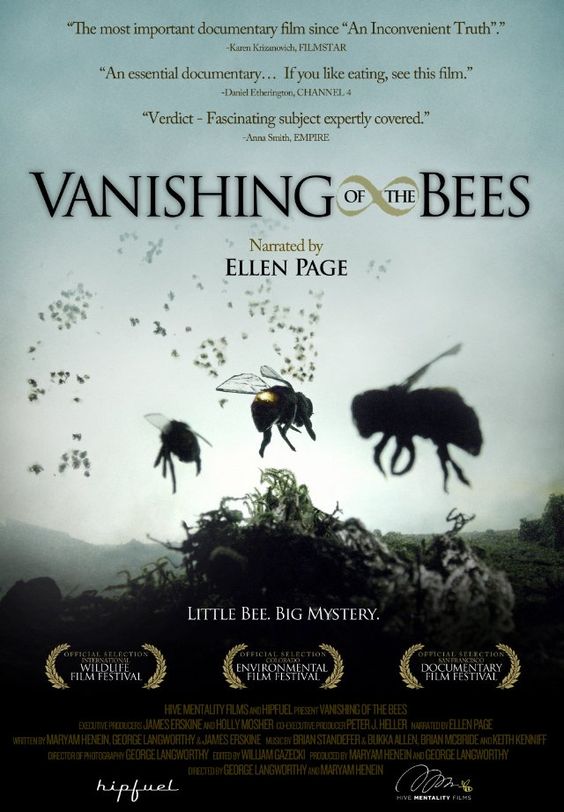 “The most important documentary film since “An Inconvenient Truth”.”
-Karen Krizanovich, FILMSTAR
“An essential documentary… If you like eating, see this film.”
-Daniel Etherington, CHANNEL 4
“Verdict - Fascinating subject expertly covered.”
-Anna Smith, EMPIRE
VANISHING OF THE BEES
Narrated by
ELLEN PAGE
LITTLE BEE. BIG MYSTERY.
OFFICIAL SELECTION
INTERNATIONAL
WILDLIFE
FILM FESTIVAL
OFFICIAL SELECTION
COLORADO
ENVIRONMENTAL
FILM FESTIVAL
OFFICIAL SELECTION
SAN FRANCISCO
DOCUMENTARY
FILM FESTIVAL
HIVE MENTALITY FILMS AND HIPFUEL PRESENT VANISHING OF THE BEES
EXECUTIVE PRODUCERS JAMES ERSKINE AND HOLLY MOSHER CO-EXECUTIVE PRODUCER PETER J. HELLER NARRATED BY ELLEN PAGE
WRITTEN BY MARYAM HENEIN, GEORGE LANGWORTHY & JAMES ERSKINE MUSIC BY BRIAN STANDEFER & BUKKA ALLEN, BRIAN MCBRIDE AND KEITH KENNIFF
DIRECTOR OF PHOTOGRAPHY GEORGE LANGWORTHY EDITED BY WILLIAM GAZECKI PRODUCED BY MARYAM HENEIN AND GEORGE LANGWORTHY
DIRECTED BY GEORGE LANGWORTHY AND MARYAM HENEIN
hipfuel
HIVE MENTALITY FILMS